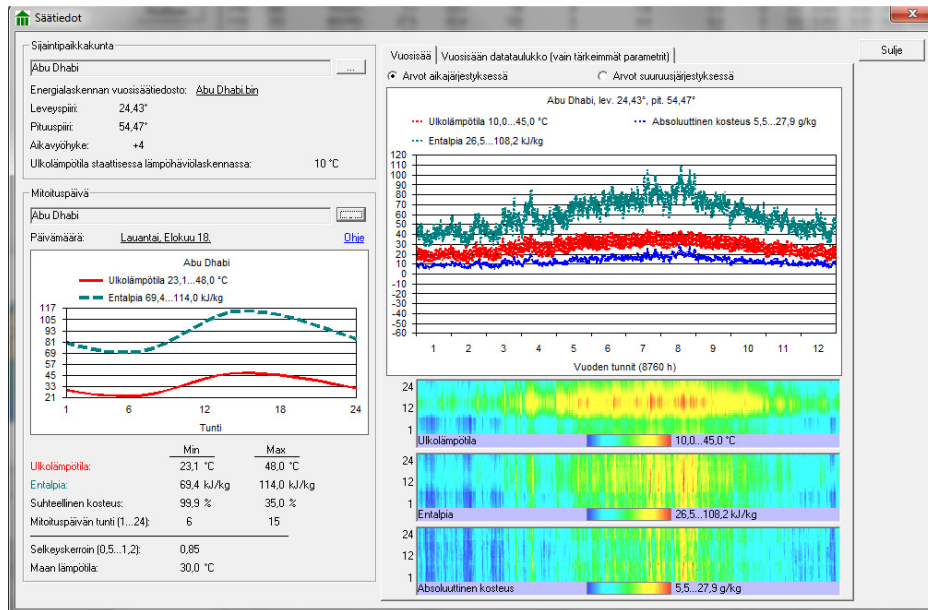 Säätiedot
Sijaintipaikkakunta
Abu Dhabi
...
Energialaskennan vuosisäätiedosto: Abu Dhabi.bin
Leveyspiiri: 24,43°
Pituuspiiri: 54,47°
Aikavyöhyke: +4
Ulkolämpötila staattisessa lämpöhäviölaskennassa: 10 °C
Mitoituspäivä
Abu Dhabi
...
Päivämäärä: Lauantai, Elokuu 18. Ohje
Abu Dhabi
Ulkolämpötila 23,1...48,0 °C
Entalpia 69,4...114,0 kJ/kg
117
105
93
81
69
57
45
33
21
1 6 12 18 24
Tunti
Min Max
Ulkolämpötila: 23,1 °C 48,0 °C
Entalpia: 69,4 kJ/kg 114,0 kJ/kg
Suhteellinen kosteus: 99,9 % 35,0 %
Mitoituspäivän tunti (1...24): 6 15
Selkeyskerroin (0,5...1,2): 0,85
Maan lämpötila: 30,0 °C
Vuosisää Vuosisään datataulukko (vain tärkeimmät parametrit)
Arvot aikajärjestyksessä Arvot suuruusjärjestyksessä
Abu Dhabi, lev. 24,43°, pit. 54,47°
Ulkolämpötila 10,0...45,0 °C Absoluuttinen kosteus 5,5...27,9 g/kg
Entalpia 26,5...108,2 kJ/kg
120
110
100
90
80
70
60
50
40
30
20
10
0
-10
-20
-30
-40
-50
-60
1 2 3 4 5 6 7 8 9 10 11 12
Vuoden tunnit (8760 h)
24
12
1
Ulkolämpötila 10,0...45,0 °C
24
12
1
Entalpia 26,5...108,2 kJ/kg
24
12
1
Absoluuttinen kosteus 5,5...27,9 g/kg
Sulje